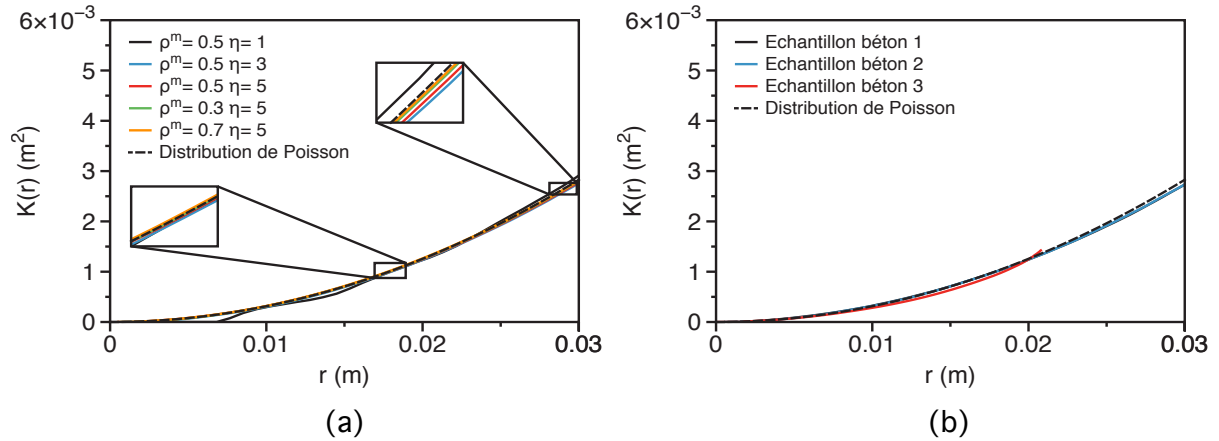 6×10⁻³
5
4
3
2
1
0
K(r) (m²)
ρᵐ= 0.5 η= 1
ρᵐ= 0.5 η= 3
ρᵐ= 0.5 η= 5
ρᵐ= 0.3 η= 5
ρᵐ= 0.7 η= 5
Distribution de Poisson
0
0.01
0.02
0.03
r (m)
(a)
6×10⁻³
5
4
3
2
1
0
K(r) (m²)
Echantillon béton 1
Echantillon béton 2
Echantillon béton 3
Distribution de Poisson
0
0.01
0.02
0.03
r (m)
(b)